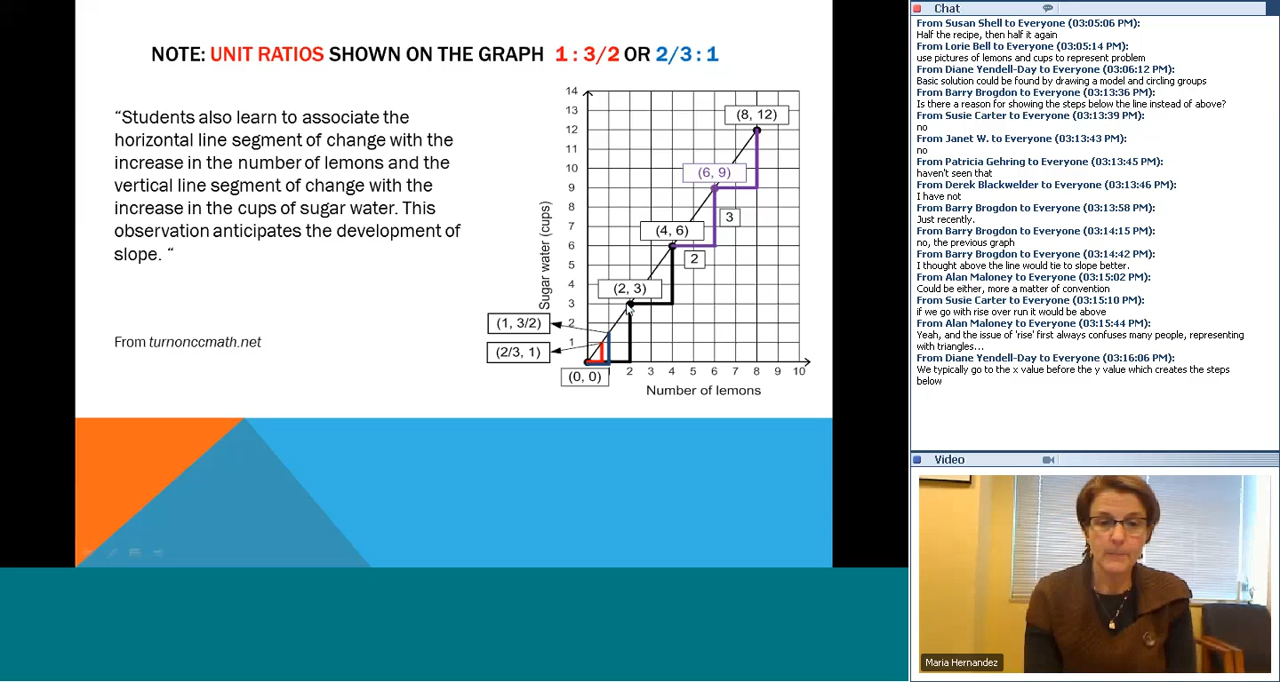 NOTE: UNIT RATIOS SHOWN ON THE GRAPH 1 : 3/2 OR 2/3 : 1
“Students also learn to associate the
horizontal line segment of change with the
increase in the number of lemons and the
vertical line segment of change with the
increase in the cups of sugar water. This
observation anticipates the development of
slope. “
From turnonccmath.net
Sugar water (cups)
14
13
12
11
10
9
8
7
6
5
4
3
2
1
(8, 12)
(6, 9)
3
(4, 6)
2
(2, 3)
(1, 3/2)
(2/3, 1)
(0, 0)
2 3 4 5 6 7 8 9 10
Number of lemons
Chat
From Susan Shell to Everyone (03:05:06 PM):
Half the recipe, then half it again
From Lorie Bell to Everyone (03:05:14 PM):
use pictures of lemons and cups to represent problem
From Diane Yendell-Day to Everyone (03:06:12 PM):
Basic solution could be found by drawing a model and circling groups
From Barry Brogdon to Everyone (03:13:36 PM):
Is there a reason for showing the steps below the line instead of above?
From Susie Carter to Everyone (03:13:39 PM):
no
From Janet W. to Everyone (03:13:43 PM):
no
From Patricia Gehring to Everyone (03:13:45 PM):
haven't seen that
From Derek Blackwelder to Everyone (03:13:46 PM):
I have not
From Barry Brogdon to Everyone (03:13:58 PM):
Just recently.
From Barry Brogdon to Everyone (03:14:15 PM):
no, the previous graph
From Barry Brogdon to Everyone (03:14:42 PM):
I thought above the line would tie to slope better.
From Alan Maloney to Everyone (03:15:02 PM):
Could be either, more a matter of convention
From Susie Carter to Everyone (03:15:10 PM):
if we go with rise over run it would be above
From Alan Maloney to Everyone (03:15:44 PM):
Yeah, and the issue of 'rise' first always confuses many people, representing
with triangles...
From Diane Yendell-Day to Everyone (03:16:06 PM):
We typically go to the x value before the y value which creates the steps
below
Video
Maria Hernandez